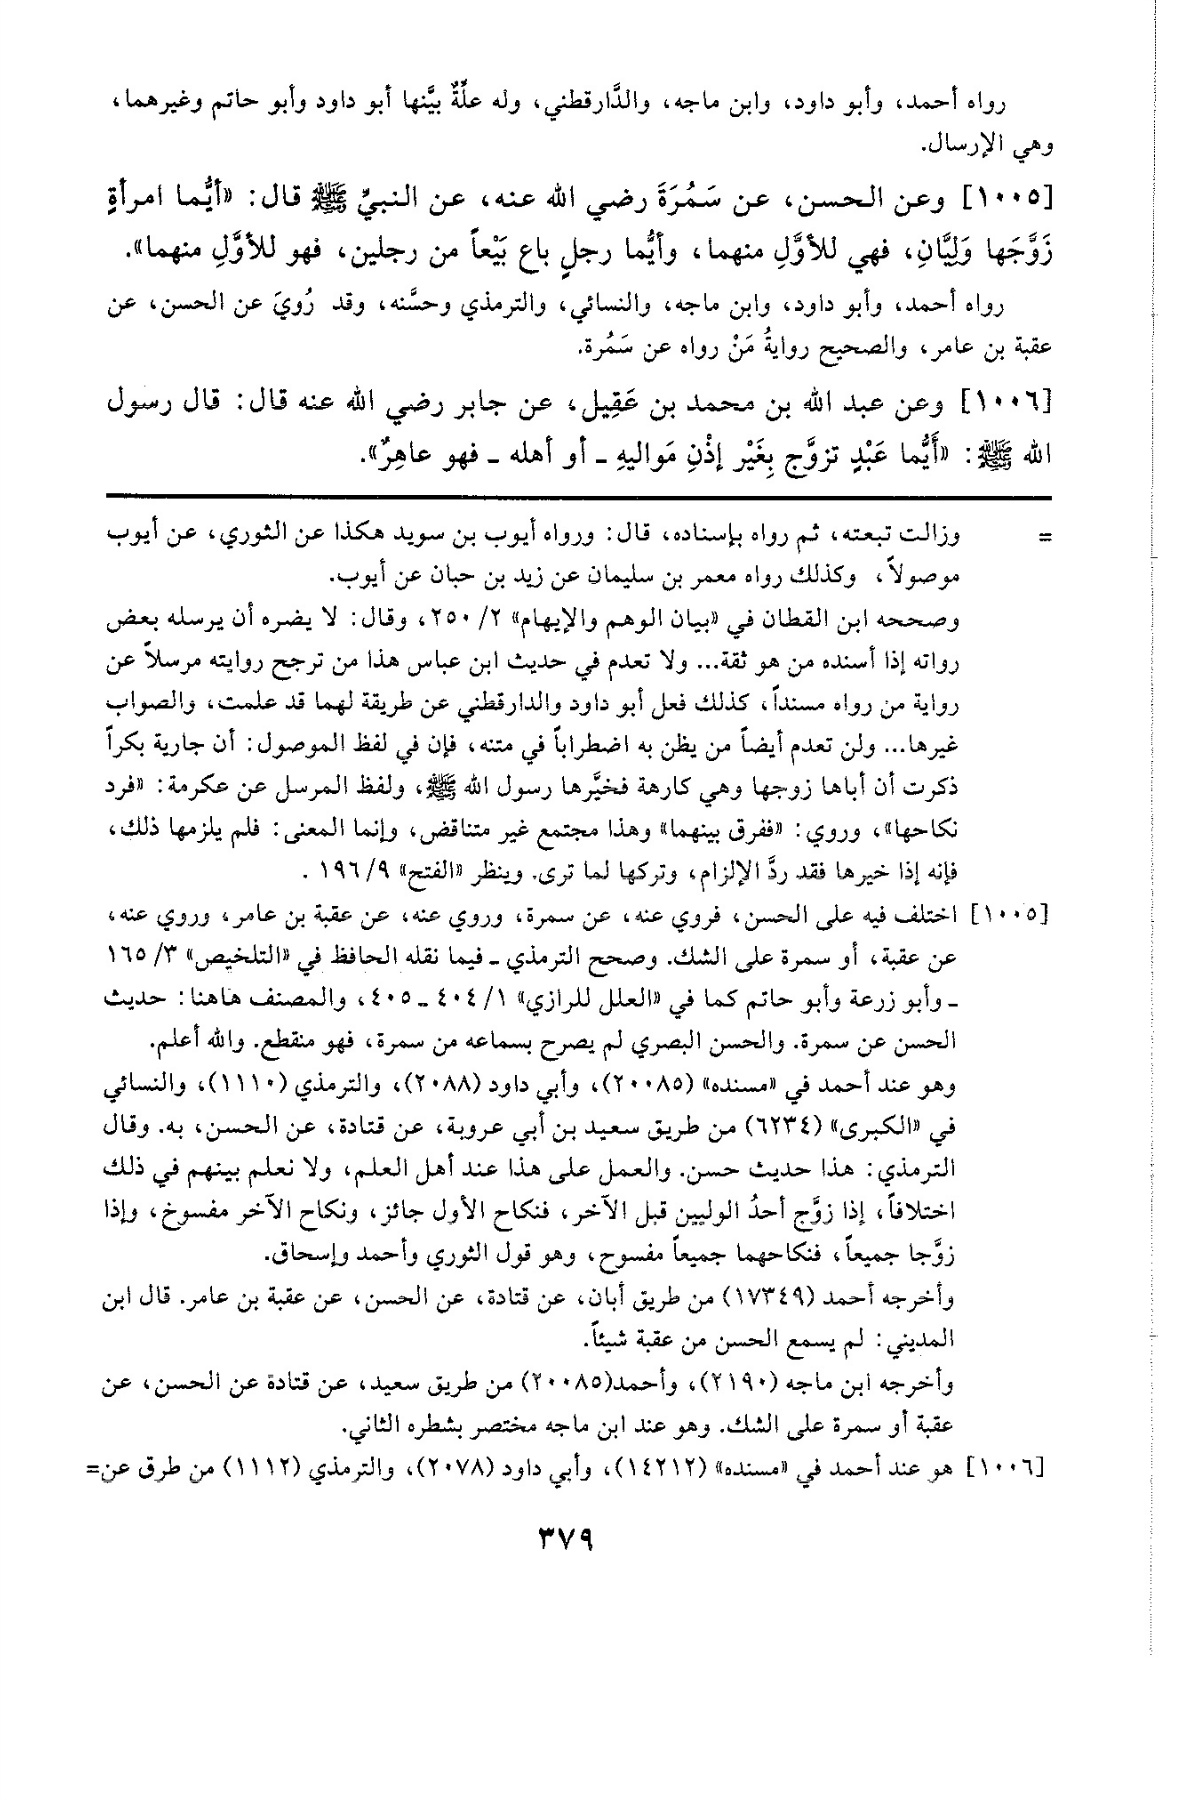 رواه أحمد، وأبو داود، وابن ماجه، والدَّارقطني، وله علَّةٌ بيَّنها أبو داود وأبو حاتم وغيرهما،
وهي الإرسال.
[١٠٠٥] وعن الحسن، عن سَمُرَةَ رضي الله عنه، عن النبيِّ ﷺ قال: «أيُّما امرأةٍ
زَوَّجَها وَلِيَّانِ، فهي للأوَّلِ منهما، وأيُّما رجلٍ باع بَيْعاً من رجلين، فهو للأوَّلِ منهما».
رواه أحمد، وأبو داود، وابن ماجه، والنسائي، والترمذي وحسَّنه، وقد رُويَ عن الحسن، عن
عقبة بن عامر، والصحيح روايةُ مَنْ رواه عن سَمُرة.
[١٠٠٦] وعن عبد الله بن محمد بن عَقِيل، عن جابر رضي الله عنه قال: قال رسول
الله ﷺ: «أَيُّما عَبْدٍ تزوَّج بِغَيْر إذْنِ مَواليهِ ـ أو أهله ـ فهو عاهِرٌ».
= وزالت تبعته، ثم رواه بإسناده، قال: ورواه أيوب بن سويد هكذا عن الثوري، عن أيوب
موصولاً، وكذلك رواه معمر بن سليمان عن زيد بن حبان عن أيوب.
وصححه ابن القطان في «بيان الوهم والإيهام» ٢/ ٢٥٠، وقال: لا يضره أن يرسله بعض
رواته إذا أسنده من هو ثقة... ولا تعدم في حديث ابن عباس هذا من ترجح روايته مرسلاً عن
رواية من رواه مسنداً، كذلك فعل أبو داود والدارقطني عن طريقة لهما قد علمت، والصواب
غيرها... ولن تعدم أيضاً من يظن به اضطراباً في متنه، فإن في لفظ الموصول: أن جارية بكراً
ذكرت أن أباها زوجها وهي كارهة فخيَّرها رسول الله ﷺ، ولفظ المرسل عن عكرمة: «فرد
نكاحها»، وروي: «ففرق بينهما» وهذا مجتمع غير متناقض، وإنما المعنى: فلم يلزمها ذلك،
فإنه إذا خيرها فقد ردَّ الإلزام، وتركها لما ترى. وينظر «الفتح» ٩/ ١٩٦ .
[١٠٠٥] اختلف فيه على الحسن، فروي عنه، عن سمرة، وروي عنه، عن عقبة بن عامر، وروي عنه،
عن عقبة، أو سمرة على الشك. وصحح الترمذي ـ فيما نقله الحافظ في «التلخيص» ٣/ ١٦٥
ـ وأبو زرعة وأبو حاتم كما في «العلل للرازي» ١/ ٤٠٤ ـ ٤٠٥، والمصنف هاهنا: حديث
الحسن عن سمرة. والحسن البصري لم يصرح بسماعه من سمرة، فهو منقطع. والله أعلم.
وهو عند أحمد في «مسنده» (٢٠٠٨٥)، وأبي داود (٢٠٨٨)، والترمذي (١١١٠)، والنسائي
في «الكبرى» (٦٢٣٤) من طريق سعيد بن أبي عروبة، عن قتادة، عن الحسن، به. وقال
الترمذي: هذا حديث حسن. والعمل على هذا عند أهل العلم، ولا نعلم بينهم في ذلك
اختلافاً، إذا زوَّج أحدُ الوليين قبل الآخر، فنكاح الأول جائز، ونكاح الآخر مفسوخ، وإذا
زوَّجا جميعاً، فنكاحهما جميعاً مفسوح، وهو قول الثوري وأحمد وإسحاق.
وأخرجه أحمد (١٧٣٤٩) من طريق أبان، عن قتادة، عن الحسن، عن عقبة بن عامر. قال ابن
المديني: لم يسمع الحسن من عقبة شيئاً.
وأخرجه ابن ماجه (٢١٩٠)، وأحمد(٢٠٠٨٥) من طريق سعيد، عن قتادة عن الحسن، عن
عقبة أو سمرة على الشك. وهو عند ابن ماجه مختصر بشطره الثاني.
[١٠٠٦] هو عند أحمد في «مسنده» (١٤٢١٢)، وأبي داود (٢٠٧٨)، والترمذي (١١١٢) من طرق عن=
٣٧٩